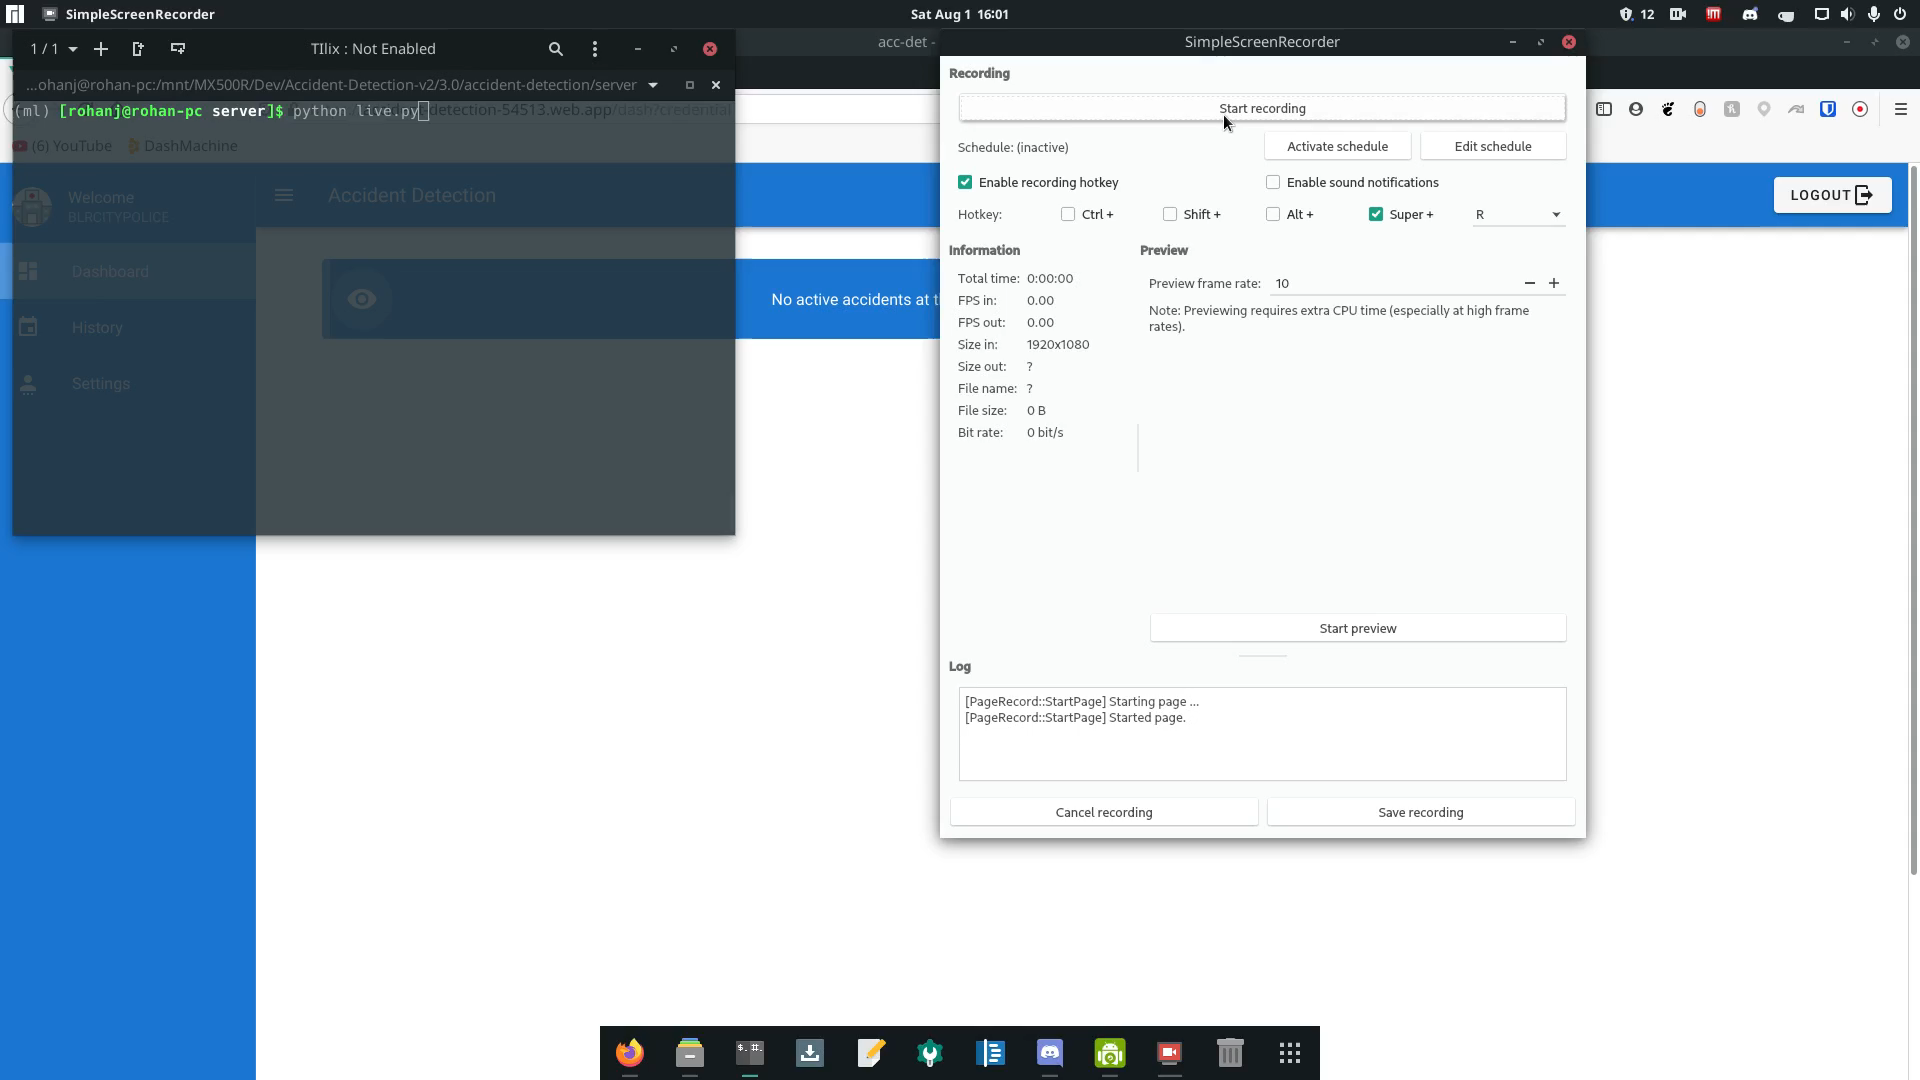 SimpleScreenRecorder
Sat Aug 1 16:01
12
1 / 1
TIlix : Not Enabled
...ohanj@rohan-pc:/mnt/MX500R/Dev/Accident-Detection-v2/3.0/accident-detection/server
(ml) [rohanj@rohan-pc server]$ python live.py
detection-54513.web.app/dash?credential
(6) YouTube
DashMachine
Welcome
BLRCITYPOLICE
Accident Detection
Dashboard
History
Settings
No active accidents at t
acc-det -
LOGOUT
SimpleScreenRecorder
Recording
Start recording
Schedule: (inactive)
Activate schedule
Edit schedule
Enable recording hotkey
Enable sound notifications
Hotkey:
Ctrl +
Shift +
Alt +
Super +
R
Information
Total time: 0:00:00
FPS in: 0.00
FPS out: 0.00
Size in: 1920x1080
Size out: ?
File name: ?
File size: 0 B
Bit rate: 0 bit/s
Preview
Preview frame rate: 10
Note: Previewing requires extra CPU time (especially at high frame
rates).
Start preview
Log
[PageRecord::StartPage] Starting page ...
[PageRecord::StartPage] Started page.
Cancel recording
Save recording